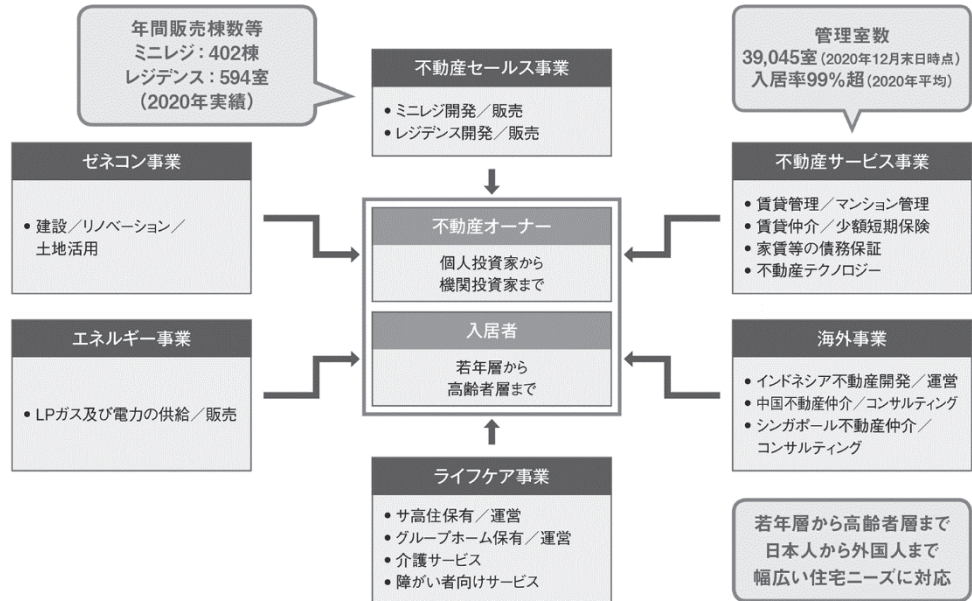 年間販売棟数等
ミニレジ：402棟
レジデンス：594室
（2020年実績）
不動産セールス事業
• ミニレジ開発／販売
• レジデンス開発／販売
管理室数
39,045室（2020年12月末日時点）
入居率99%超（2020年平均）
ゼネコン事業
• 建設／リノベーション／
土地活用
不動産オーナー
個人投資家から
機関投資家まで
不動産サービス事業
• 賃貸管理／マンション管理
• 賃貸仲介／少額短期保険
• 家賃等の債務保証
• 不動産テクノロジー
エネルギー事業
• LPガス及び電力の供給／販売
入居者
若年層から
高齢者層まで
海外事業
• インドネシア不動産開発／運営
• 中国不動産仲介／コンサルティング
• シンガポール不動産仲介／
コンサルティング
ライフケア事業
• サ高住保有／運営
• グループホーム保有／運営
• 介護サービス
• 障がい者向けサービス
若年層から高齢者層まで
日本人から外国人まで
幅広い住宅ニーズに対応